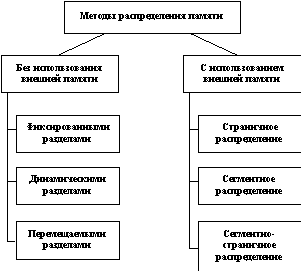 Методы распределения памяти
Без использования
внешней памяти
С использованием
внешней памяти
Фиксированными
разделами
Динамическими
разделами
Перемещаемыми
разделами
Страничное
распределение
Сегментное
распределение
Сегментно-
страничное
распределение